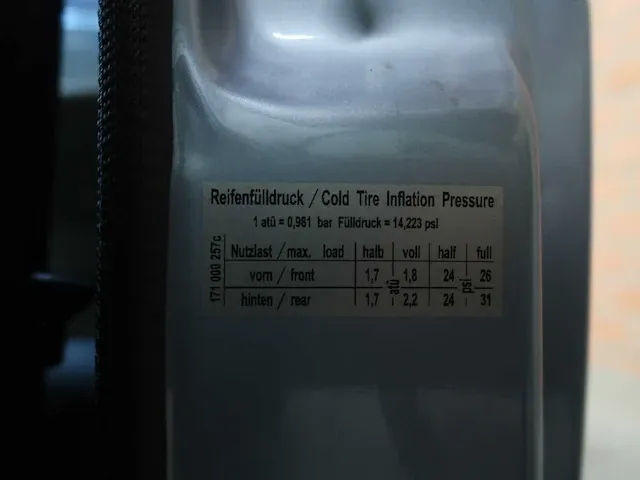 Reifenfülldruck / Cold Tire Inflation Pressure
1 atü = 0,981 bar Fülldruck = 14,223 psi
171 000 257c
Nutzlast / max. load halb voll half full
vorn / front 1,7 1,8 24 26
atü psi
hinten / rear 1,7 2,2 24 31